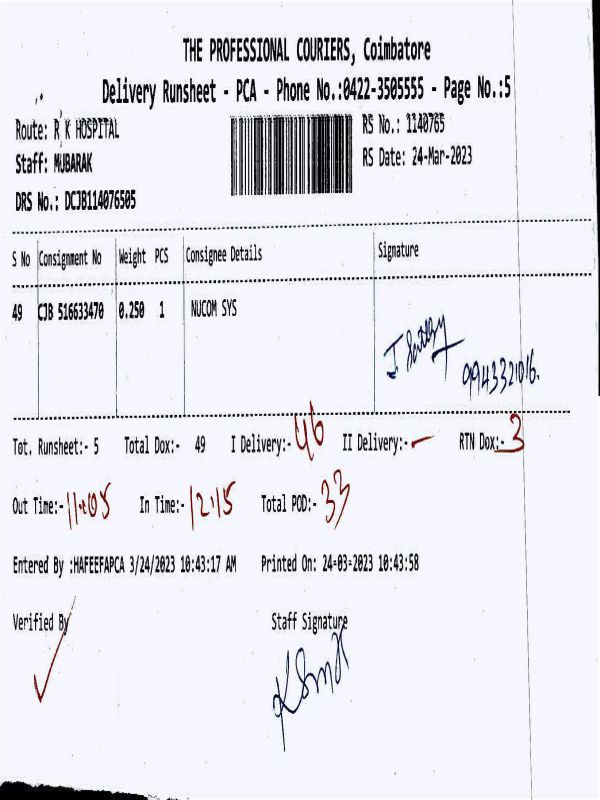 THE PROFESSIONAL COURIERS, Coimbatore
Delivery Runsheet - PCA - Phone No.:0422-3505555 - Page No.:5
Route: R K HOSPITAL
RS No.: 1140765
Staff: MUBARAK
RS Date: 24-Mar-2023
DRS No.: DCJB114076505
S No Consignment No Weight PCS Consignee Details Signature
49 CJB 516633470 0.250 1 NUCOM SYS
9943321016.
Tot. Runsheet:- 5 Total Dox:- 49 I Delivery:- 46 II Delivery:- — RTN Dox:- 3
Out Time:- 11:05 In Time:- 12:15 Total POD:- 33
Entered By :HAFEEFAPCA 3/24/2023 10:43:17 AM Printed On: 24-03-2023 10:43:58
Verified By Staff Signature